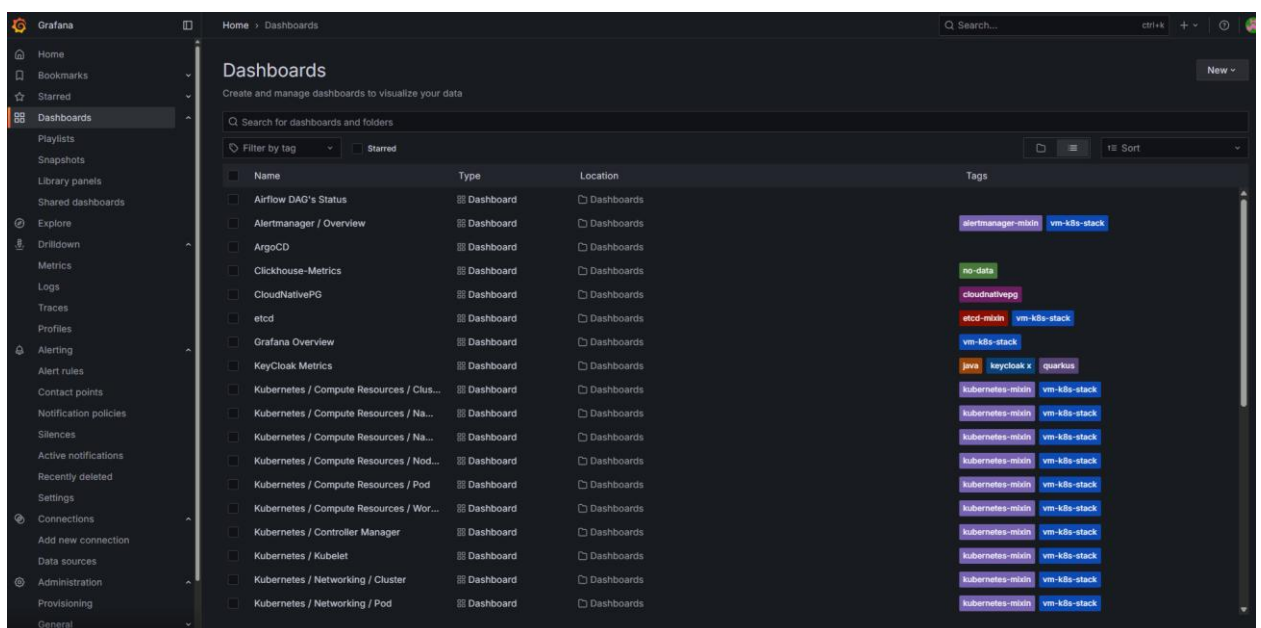 Grafana
Home › Dashboards
Search...
ctrl+k
Home
Bookmarks
Starred
Dashboards
Playlists
Snapshots
Library panels
Shared dashboards
Explore
Drilldown
Metrics
Logs
Traces
Profiles
Alerting
Alert rules
Contact points
Notification policies
Silences
Active notifications
Recently deleted
Settings
Connections
Add new connection
Data sources
Administration
Provisioning
General
Dashboards
New
Create and manage dashboards to visualize your data
Search for dashboards and folders
Filter by tag Starred Sort
Name Type Location Tags
Airflow DAG's Status Dashboard Dashboards
Alertmanager / Overview Dashboard Dashboards alertmanager-mixin vm-k8s-stack
ArgoCD Dashboard Dashboards
Clickhouse-Metrics Dashboard Dashboards no-data
CloudNativePG Dashboard Dashboards cloudnativepg
etcd Dashboard Dashboards etcd-mixin vm-k8s-stack
Grafana Overview Dashboard Dashboards vm-k8s-stack
KeyCloak Metrics Dashboard Dashboards java keycloak x quarkus
Kubernetes / Compute Resources / Clus... Dashboard Dashboards kubernetes-mixin vm-k8s-stack
Kubernetes / Compute Resources / Na... Dashboard Dashboards kubernetes-mixin vm-k8s-stack
Kubernetes / Compute Resources / Na... Dashboard Dashboards kubernetes-mixin vm-k8s-stack
Kubernetes / Compute Resources / Nod... Dashboard Dashboards kubernetes-mixin vm-k8s-stack
Kubernetes / Compute Resources / Pod Dashboard Dashboards kubernetes-mixin vm-k8s-stack
Kubernetes / Compute Resources / Wor... Dashboard Dashboards kubernetes-mixin vm-k8s-stack
Kubernetes / Controller Manager Dashboard Dashboards kubernetes-mixin vm-k8s-stack
Kubernetes / Kubelet Dashboard Dashboards kubernetes-mixin vm-k8s-stack
Kubernetes / Networking / Cluster Dashboard Dashboards kubernetes-mixin vm-k8s-stack
Kubernetes / Networking / Pod Dashboard Dashboards kubernetes-mixin vm-k8s-stack